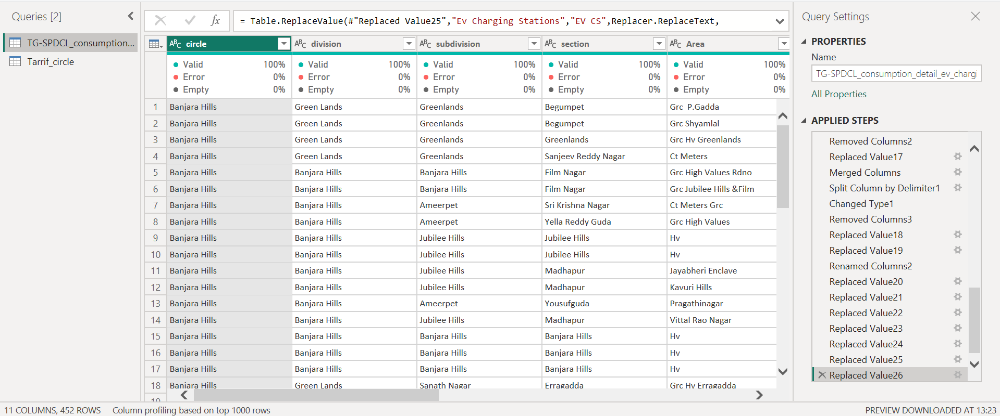 Queries [2]
TG-SPDCL_consumption...
Tarrif_circle
fx
= Table.ReplaceValue(#"Replaced Value25","Ev Charging Stations","EV CS",Replacer.ReplaceText,
ABC circle ABC division ABC subdivision ABC section ABC Area
Valid 100% Valid 100% Valid 100% Valid 100% Valid 100%
Error 0% Error 0% Error 0% Error 0% Error 0%
Empty 0% Empty 0% Empty 0% Empty 0% Empty 0%
1 Banjara Hills Green Lands Greenlands Begumpet Grc  P.Gadda
2 Banjara Hills Green Lands Greenlands Begumpet Grc Shyamlal
3 Banjara Hills Green Lands Greenlands Greenlands Grc Hv Greenlands
4 Banjara Hills Green Lands Greenlands Sanjeev Reddy Nagar Ct Meters
5 Banjara Hills Banjara Hills Banjara Hills Film Nagar Grc High Values Rdno
6 Banjara Hills Banjara Hills Banjara Hills Film Nagar Grc Jubilee Hills &Film
7 Banjara Hills Banjara Hills Ameerpet Sri Krishna Nagar Ct Meters Grc
8 Banjara Hills Banjara Hills Ameerpet Yella Reddy Guda Grc High Values
9 Banjara Hills Banjara Hills Jubilee Hills Jubilee Hills Hv
10 Banjara Hills Banjara Hills Jubilee Hills Jubilee Hills Hv
11 Banjara Hills Banjara Hills Jubilee Hills Madhapur Jayabheri Enclave
12 Banjara Hills Banjara Hills Jubilee Hills Madhapur Kavuri Hills
13 Banjara Hills Banjara Hills Ameerpet Yousufguda Pragathinagar
14 Banjara Hills Banjara Hills Jubilee Hills Madhapur Vittal Rao Nagar
15 Banjara Hills Banjara Hills Banjara Hills Banjara Hills Hv
16 Banjara Hills Banjara Hills Banjara Hills Banjara Hills Hv
17 Banjara Hills Banjara Hills Banjara Hills Banjara Hills Hv
18 Banjara Hills Green Lands Sanath Nagar Erragadda Grc Hv Erragadda
19
Query Settings
PROPERTIES
Name
TG-SPDCL_consumption_detail_ev_chargi
All Properties
APPLIED STEPS
Removed Columns2
Replaced Value17
Merged Columns
Split Column by Delimiter1
Changed Type1
Removed Columns3
Replaced Value18
Replaced Value19
Renamed Columns2
Replaced Value20
Replaced Value21
Replaced Value22
Replaced Value23
Replaced Value24
Replaced Value25
Replaced Value26
11 COLUMNS, 452 ROWS Column profiling based on top 1000 rows PREVIEW DOWNLOADED AT 13:23